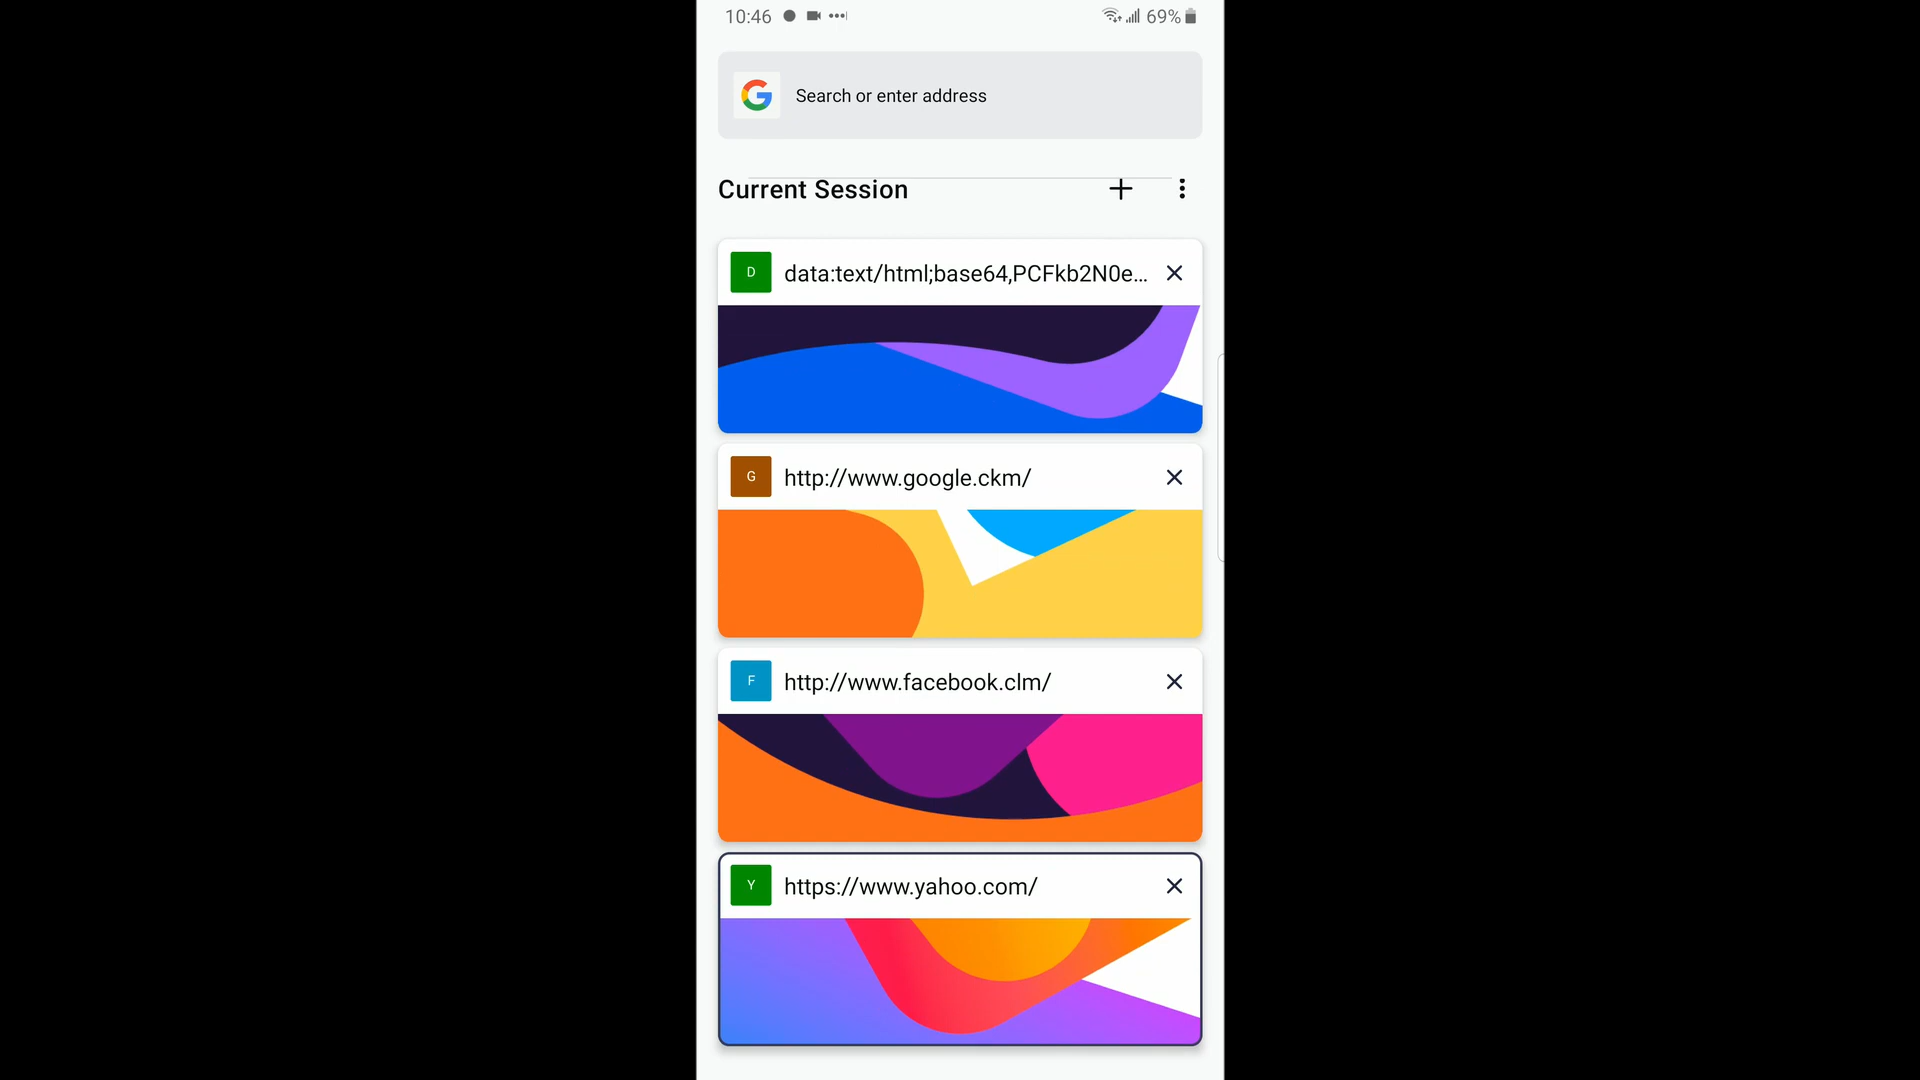 10:46
69%
Search or enter address
Current Session
D
data:text/html;base64,PCFkb2N0e...
G
http://www.google.ckm/
F
http://www.facebook.clm/
Y
https://www.yahoo.com/